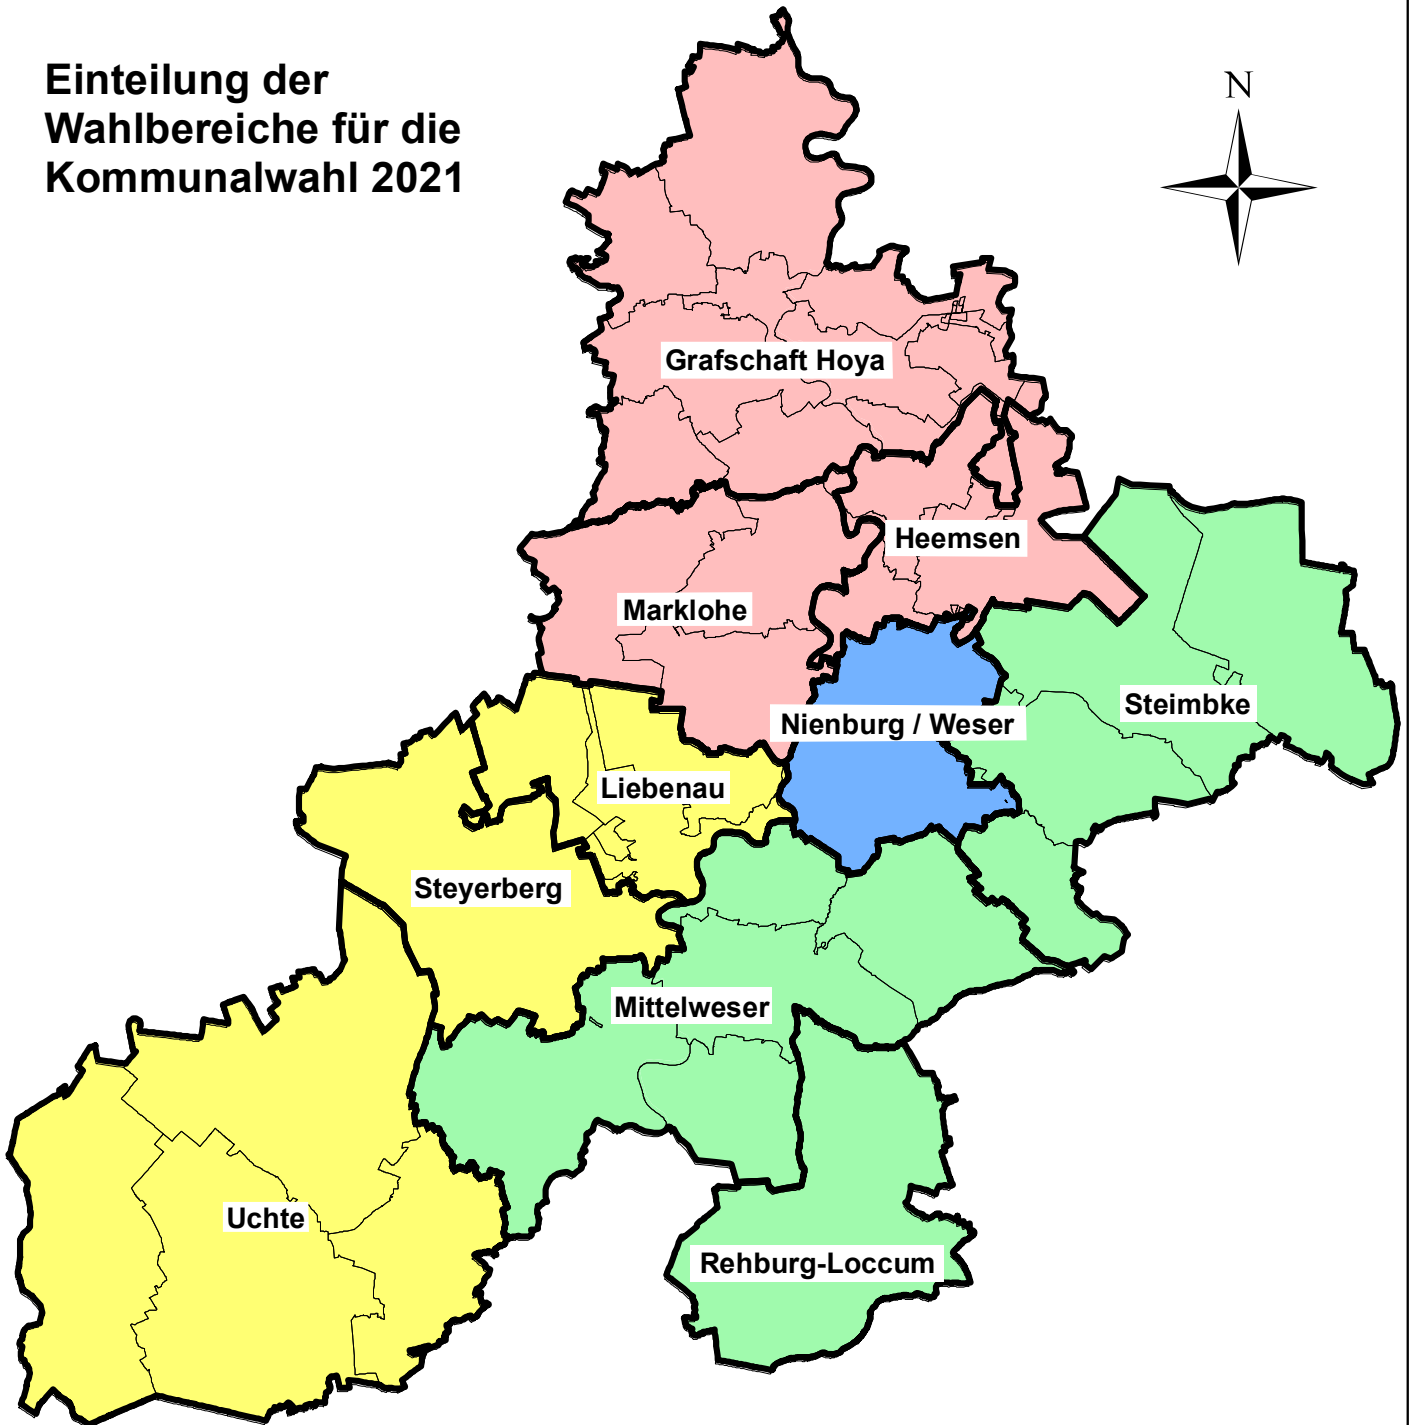 Einteilung der
Wahlbereiche für die
Kommunalwahl 2021
N
Grafschaft Hoya
Heemsen
Marklohe
Steimbke
Nienburg / Weser
Liebenau
Steyerberg
Mittelweser
Uchte
Rehburg-Loccum